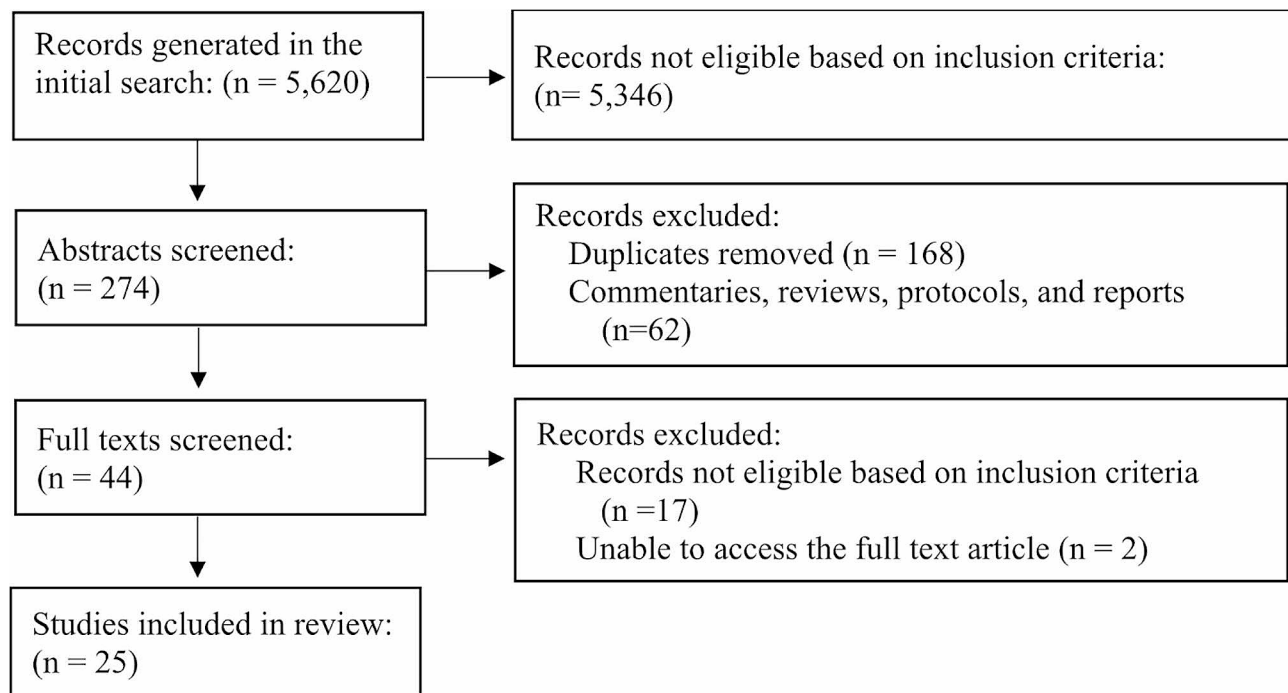 Records generated in the
initial search: (n = 5,620)
Records not eligible based on inclusion criteria:
(n= 5,346)
Abstracts screened:
(n = 274)
Records excluded:
Duplicates removed (n = 168)
Commentaries, reviews, protocols, and reports
(n=62)
Full texts screened:
(n = 44)
Records excluded:
Records not eligible based on inclusion criteria
(n =17)
Unable to access the full text article (n = 2)
Studies included in review:
(n = 25)